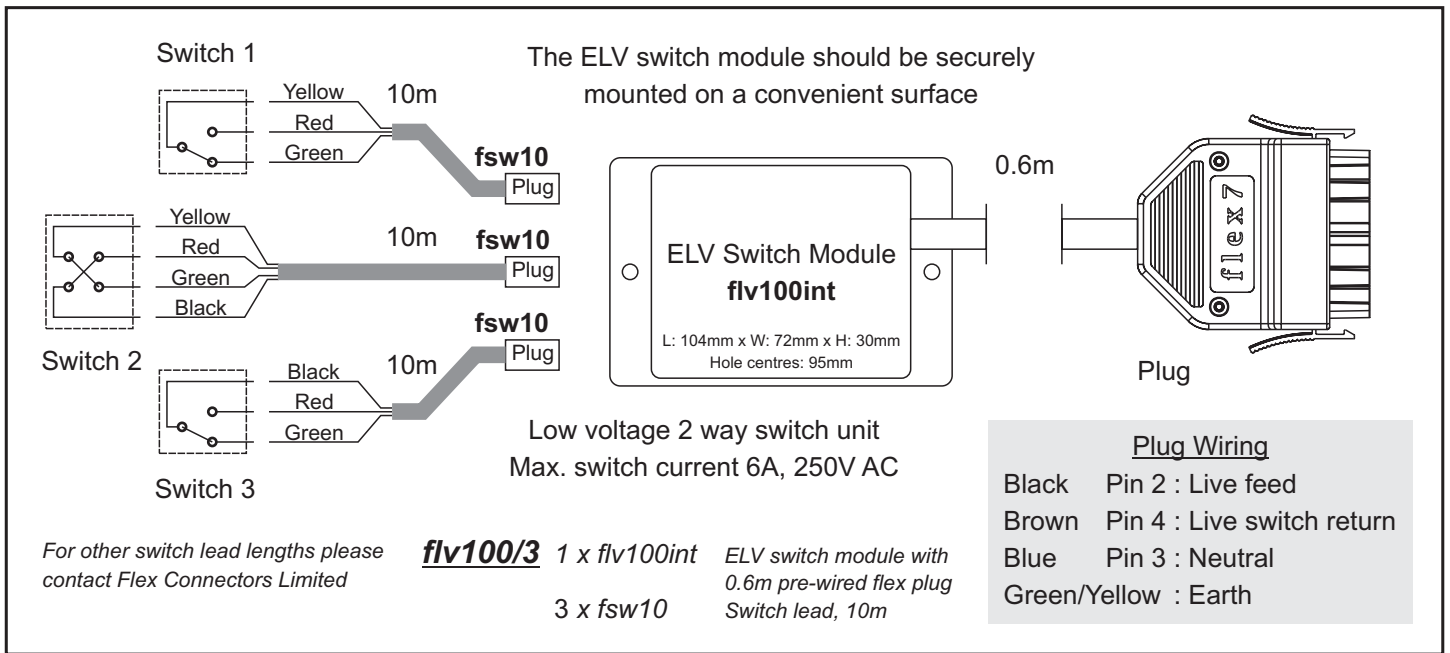 Switch 1
Yellow
Red
Green
10m
fsw10
Plug
Yellow
Red
Green
Black
10m
fsw10
Plug
Switch 2
Black
Red
Green
10m
fsw10
Plug
Switch 3
The ELV switch module should be securely
mounted on a convenient surface
ELV Switch Module
flv100int
L: 104mm x W: 72mm x H: 30mm
Hole centres: 95mm
0.6m
flex7
Plug
Low voltage 2 way switch unit
Max. switch current 6A, 250V AC
For other switch lead lengths please
contact Flex Connectors Limited
flv100/3 1 x flv100int ELV switch module with
0.6m pre-wired flex plug
3 x fsw10 Switch lead, 10m
Plug Wiring
Black Pin 2 : Live feed
Brown Pin 4 : Live switch return
Blue Pin 3 : Neutral
Green/Yellow : Earth